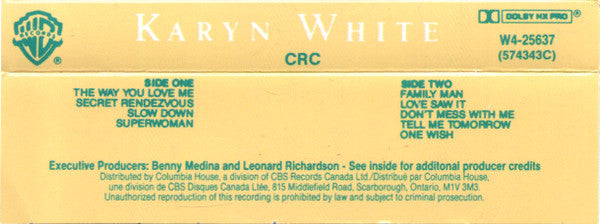 WB RECORDS ®
KARYN WHITE
DOLBY HX PRO
W4-25637
CRC
(574343C)
SIDE ONE
THE WAY YOU LOVE ME
SECRET RENDEZVOUS
SLOW DOWN
SUPERWOMAN
SIDE TWO
FAMILY MAN
LOVE SAW IT
DON'T MESS WITH ME
TELL ME TOMORROW
ONE WISH
Executive Producers: Benny Medina and Leonard Richardson - See inside for additonal producer credits
Distributed by Columbia House, a division of CBS Records Canada Ltd./Distribué par Columbia House,
une division de CBS Disques Canada Ltée, 815 Middlefield Road, Scarborough, Ontario, M1V 3M3.
Unauthorized reproduction of this recording is prohibited by law and subject to criminal prosecution.